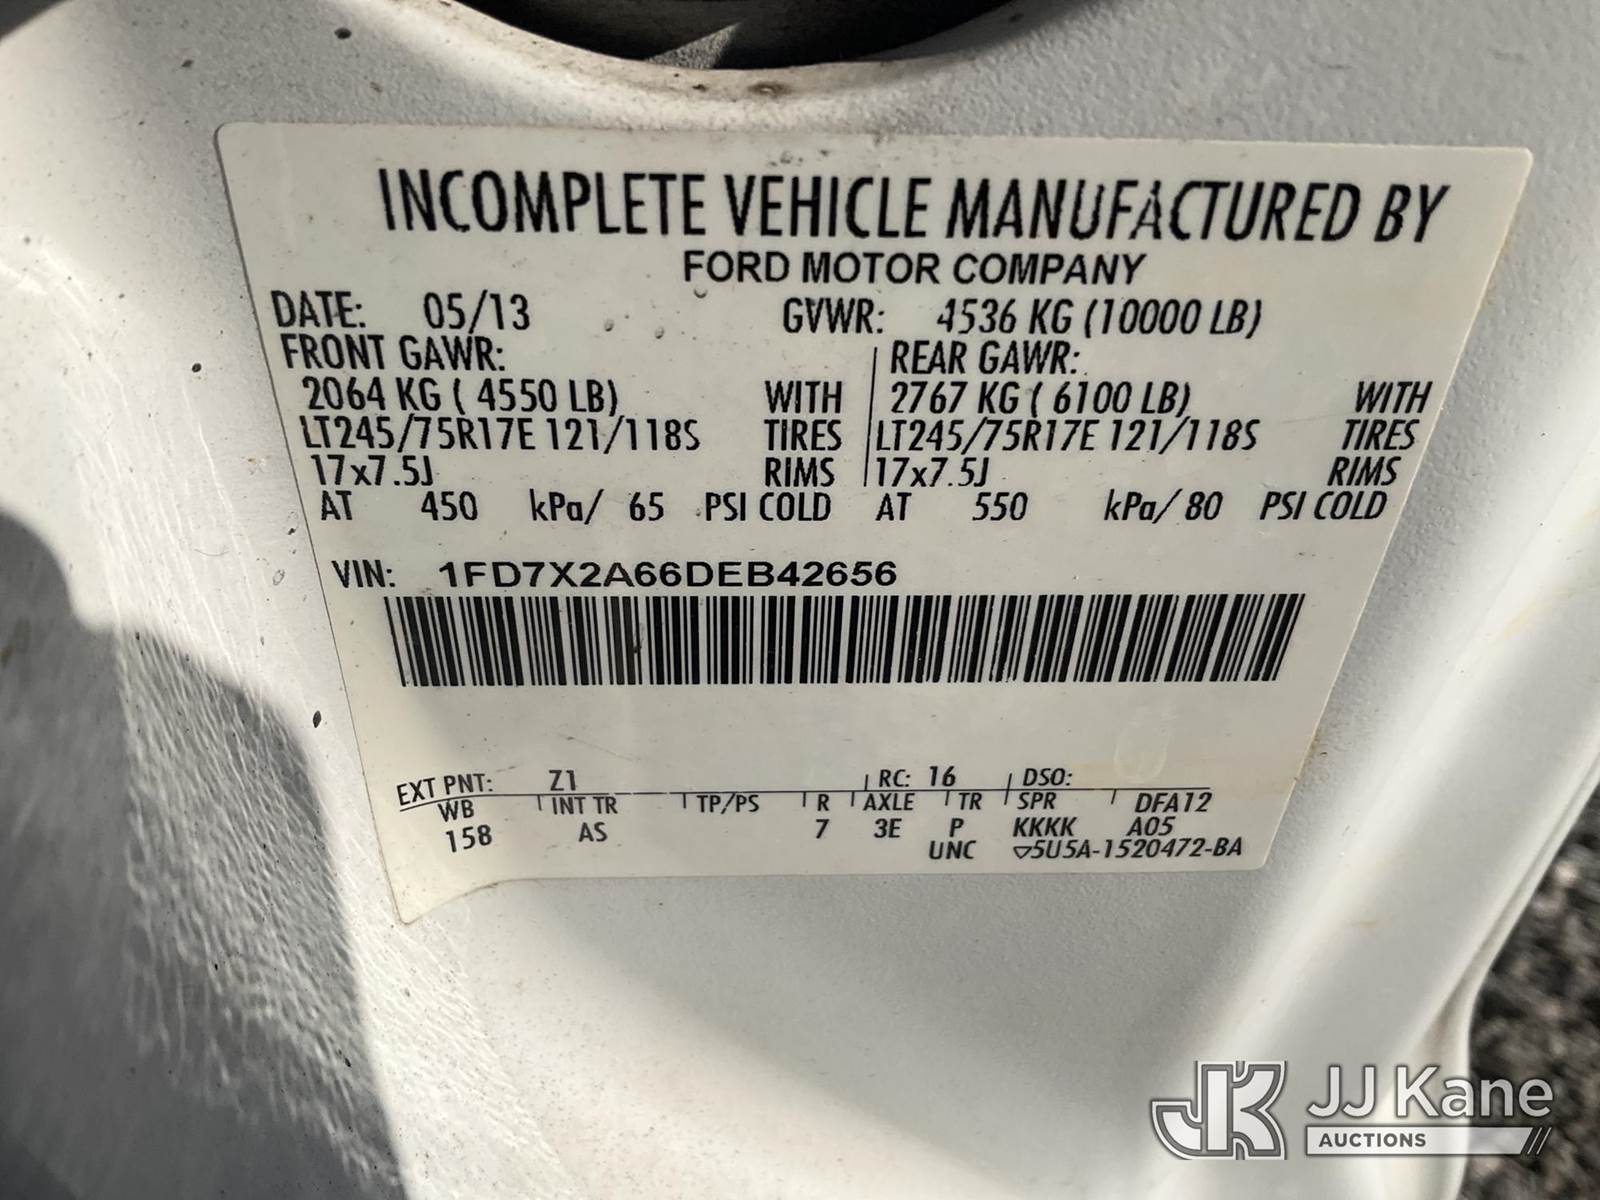 INCOMPLETE VEHICLE MANUFACTURED BY
FORD MOTOR COMPANY
DATE: 05/13 GVWR: 4536 KG (10000 LB)
FRONT GAWR: REAR GAWR:
2064 KG ( 4550 LB) WITH 2767 KG ( 6100 LB) WITH
LT245/75R17E 121/118S TIRES LT245/75R17E 121/118S TIRES
17x7.5J RIMS 17x7.5J RIMS
AT 450 kPa/ 65 PSI COLD AT 550 kPa/ 80 PSI COLD
VIN: 1FD7X2A66DEB42656
EXT PNT: Z1 RC: 16 DSO:
WB INT TR TP/PS R AXLE TR SPR DFA12
158 AS 7 3E P KKKK A05
UNC ▽5U5A-1520472-BA
JK JJ Kane
AUCTIONS